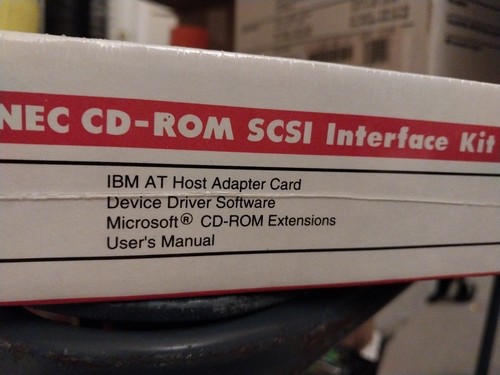 NEC CD-ROM SCSI Interface Kit
IBM AT Host Adapter Card
Device Driver Software
Microsoft® CD-ROM Extensions
User's Manual